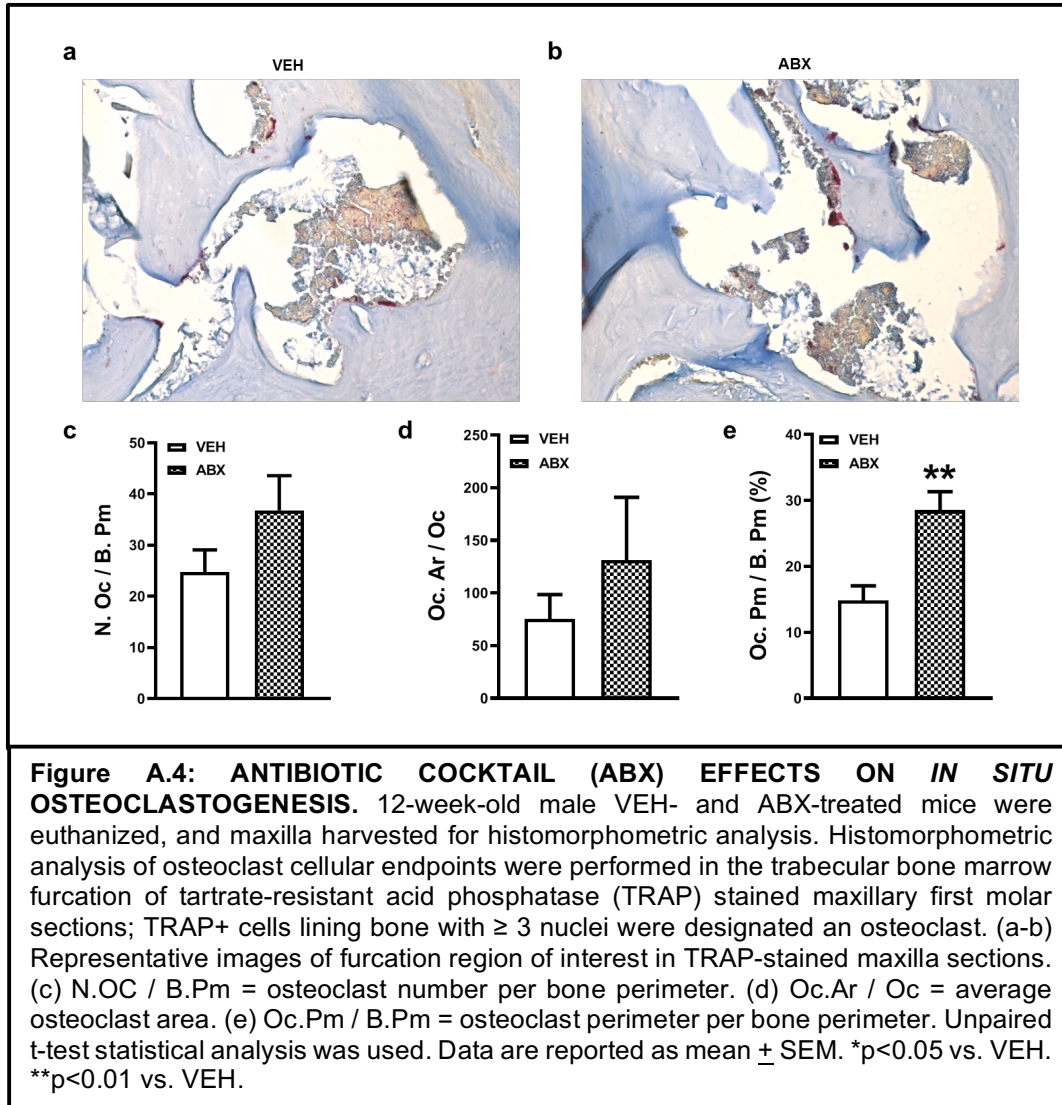 a
VEH
b
ABX
c
N. Oc / B. Pm
50
40
30
20
10
0
VEH
ABX
d
Oc. Ar / Oc
250
200
150
100
50
0
VEH
ABX
e
Oc. Pm / B. Pm (%)
40
30
20
10
0
VEH
ABX
**
Figure A.4: ANTIBIOTIC COCKTAIL (ABX) EFFECTS ON IN SITU
OSTEOCLASTOGENESIS. 12-week-old male VEH- and ABX-treated mice were
euthanized, and maxilla harvested for histomorphometric analysis. Histomorphometric
analysis of osteoclast cellular endpoints were performed in the trabecular bone marrow
furcation of tartrate-resistant acid phosphatase (TRAP) stained maxillary first molar
sections; TRAP+ cells lining bone with ≥ 3 nuclei were designated an osteoclast. (a-b)
Representative images of furcation region of interest in TRAP-stained maxilla sections.
(c) N.OC / B.Pm = osteoclast number per bone perimeter. (d) Oc.Ar / Oc = average
osteoclast area. (e) Oc.Pm / B.Pm = osteoclast perimeter per bone perimeter. Unpaired
t-test statistical analysis was used. Data are reported as mean ± SEM. *p<0.05 vs. VEH.
**p<0.01 vs. VEH.